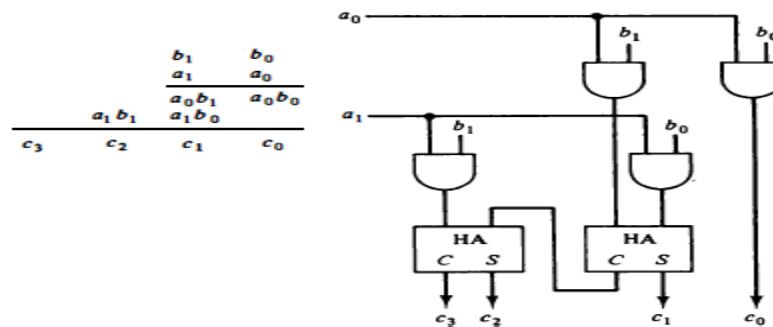 b₁ b₀
a₁ a₀
a₀b₁ a₀b₀
a₁b₁ a₁b₀
c₃ c₂ c₁ c₀
a₀
b₁ b₀
a₁
b₁ b₀
HA HA
C S C S
c₃ c₂ c₁ c₀